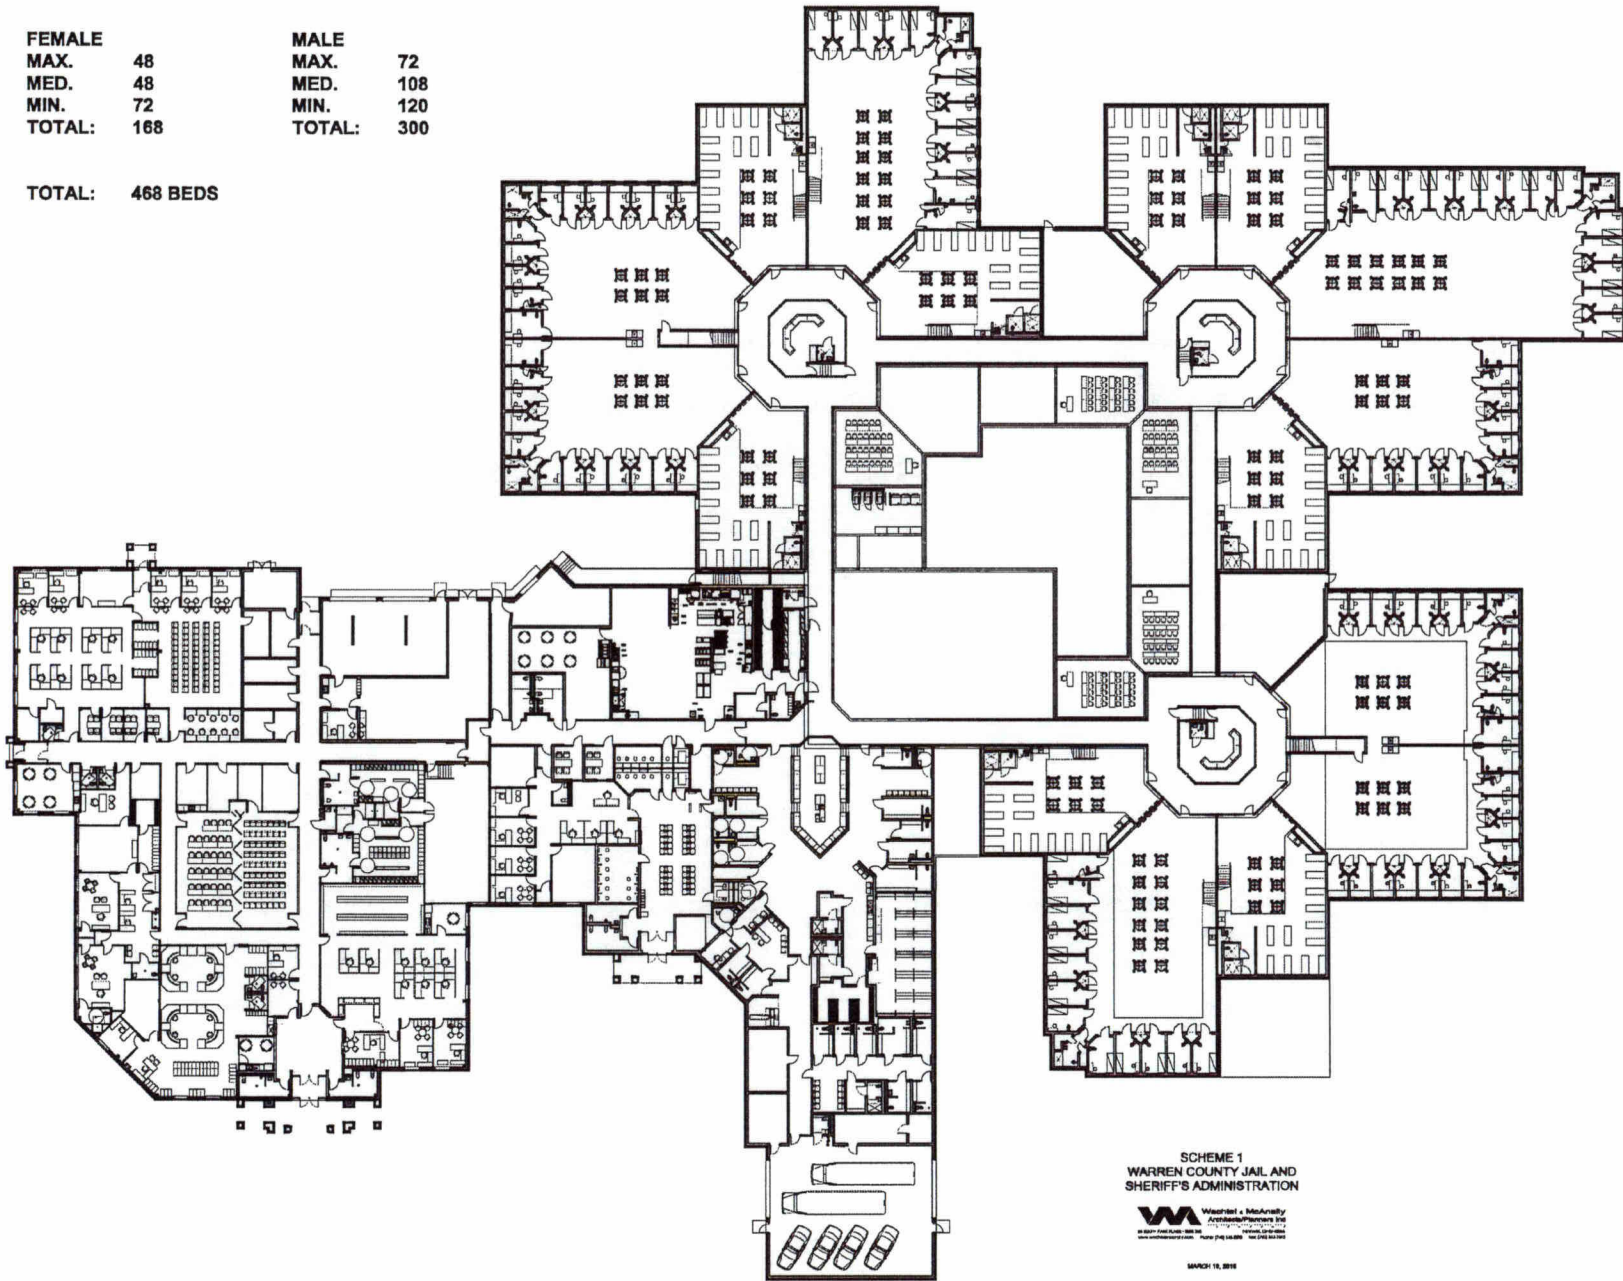 FEMALE
MAX. 48
MED. 48
MIN. 72
TOTAL: 168
MALE
MAX. 72
MED. 108
MIN. 120
TOTAL: 300
TOTAL: 468 BEDS
SCHEME 1
WARREN COUNTY JAIL AND
SHERIFF'S ADMINISTRATION
Wachtel & McAnally
Architects/Planners Inc